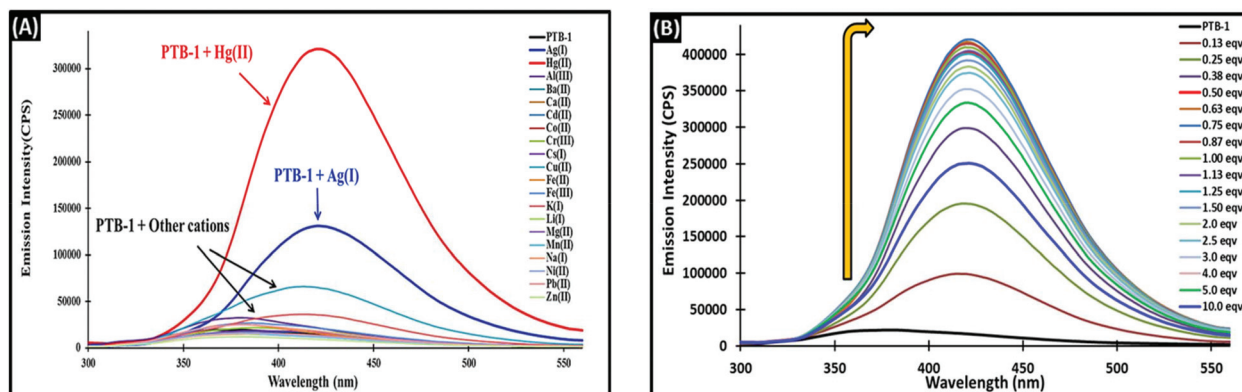 (A)
PTB-1 + Hg(II)
PTB-1 + Ag(I)
PTB-1 + Other cations
Emission Intensity(CPS)
300000
250000
200000
150000
100000
50000
0
300
350
400
450
500
550
Wavelength (nm)
PTB-1
Ag(I)
Hg(II)
Al(III)
Ba(II)
Ca(II)
Cd(II)
Co(II)
Cr(III)
Cs(I)
Cu(II)
Fe(II)
Fe(III)
K(I)
Li(I)
Mg(II)
Mn(II)
Na(I)
Ni(II)
Pb(II)
Zn(II)
(B)
Emission Intensity (CPS)
400000
350000
300000
250000
200000
150000
100000
50000
0
300
350
400
450
500
550
Wavelength (nm)
PTB-1
0.13 eqv
0.25 eqv
0.38 eqv
0.50 eqv
0.63 eqv
0.75 eqv
0.87 eqv
1.00 eqv
1.13 eqv
1.25 eqv
1.50 eqv
2.0 eqv
2.5 eqv
3.0 eqv
4.0 eqv
5.0 eqv
10.0 eqv